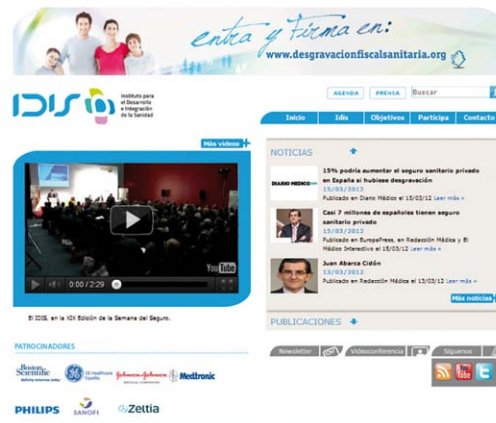 entra y firma en:
www.desgravacionfiscalsanitaria.org
IDIS
Instituto para
el Desarrollo
e Integración
de la Sanidad
AGENDA
PRENSA
Buscar
Inicio
Idis
Objetivos
Participa
Contacto
Más videos +
NOTICIAS
15% podría aumentar el seguro sanitario privado
en España si hubiese desgravación
15/03/2012
Publicado en Diario Médico el 15/03/12 Leer más »
DIARIO MEDICO
Casi 7 millones de españoles tienen seguro
sanitario privado
15/03/2012
Publicado en EuropaPress, en Redacción Médica y El
Médico Interactivo el 15/03/12 Leer más »
Juan Abarca Cidón
13/03/2012
Publicado en Redacción Médica el 13/03/12 Leer más »
Más noticias
You Tube
0:00 / 2:29
El IDIS, en la XIX Edición de la Semana del Seguro.
PUBLICACIONES
Newsletter
Videoconferencia
Síguenos
You Tube
PATROCINADORES
Boston
Scientific
GE Healthcare
España
Johnson & Johnson
Medtronic
PHILIPS
SANOFI
Zeltia